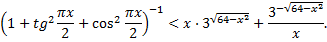 (1 + tg² πx/2 + cos² πx/2)⁻¹ < x · 3^√(64−x²) + 3^(−√(64−x²))/x.